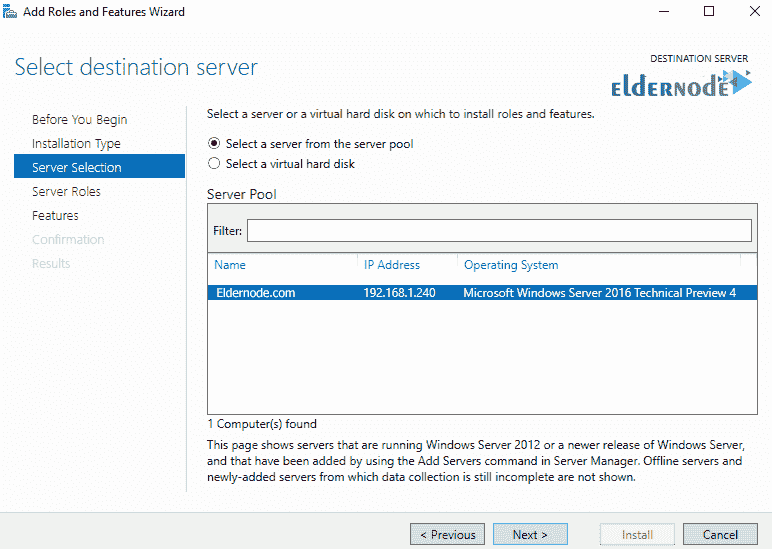 Add Roles and Features Wizard
Select destination server
DESTINATION SERVER
ELDERNODE
Before You Begin
Installation Type
Server Selection
Server Roles
Features
Confirmation
Results
Select a server or a virtual hard disk on which to install roles and features.
Select a server from the server pool
Select a virtual hard disk
Server Pool
Filter:
Name IP Address Operating System
Eldernode.com 192.168.1.240 Microsoft Windows Server 2016 Technical Preview 4
1 Computer(s) found
This page shows servers that are running Windows Server 2012 or a newer release of Windows Server,
and that have been added by using the Add Servers command in Server Manager. Offline servers and
newly-added servers from which data collection is still incomplete are not shown.
< Previous Next > Install Cancel